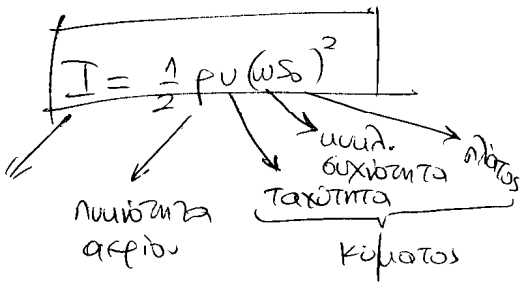 I = 1/2 ρυ(ωS₀)²
κυκλ. συχνότητα
πλάτος
ταχύτητα
πυκνότητα
αερίου
κύματος